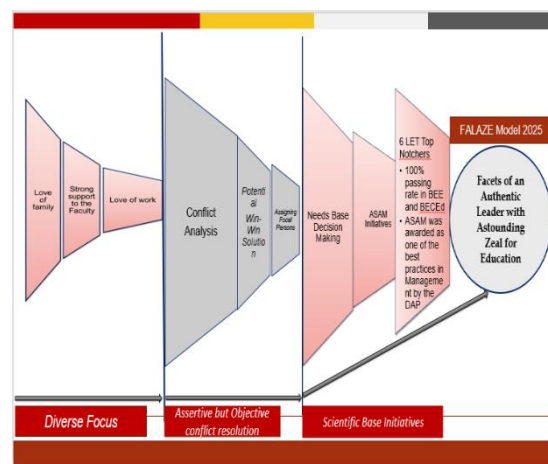 Love of
family
Strong
support
to the
Faculty
Love of work
Conflict
Analysis
Potenti
al
Win-
Win
Solutio
n
Assigning
Focal
Persons
Needs Base
Decision
Making
ASAM
Initiatives
6 LET Top
Notchers
• 100%
passing
rate in BEE
and BECEd
• ASAM was
awarded as
one of the
best
practices in
Manageme
nt by the
DAP
FALAZE Model 2025
Facets of an
Authentic
Leader with
Astounding
Zeal for
Education
Diverse Focus
Assertive but Objective
conflict resolution
Scientific Base Initiatives